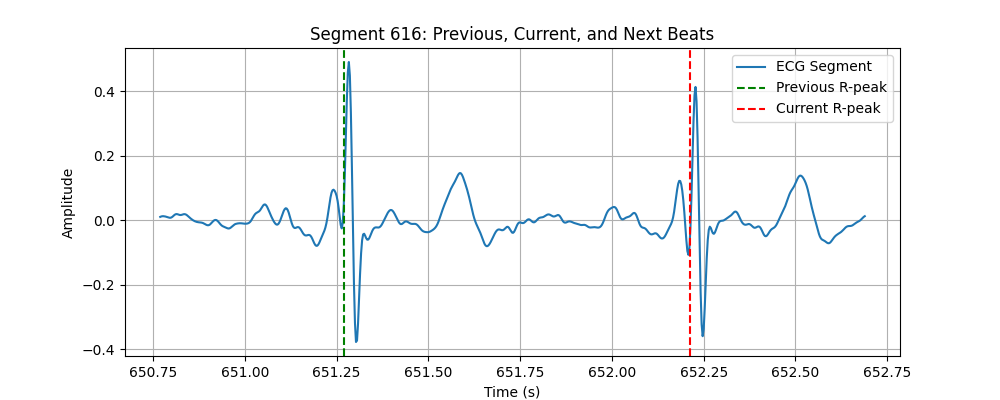 Segment 616: Previous, Current, and Next Beats
ECG Segment
Previous R-peak
Current R-peak
Amplitude
0.4
0.2
0.0
−0.2
−0.4
650.75 651.00 651.25 651.50 651.75 652.00 652.25 652.50 652.75
Time (s)